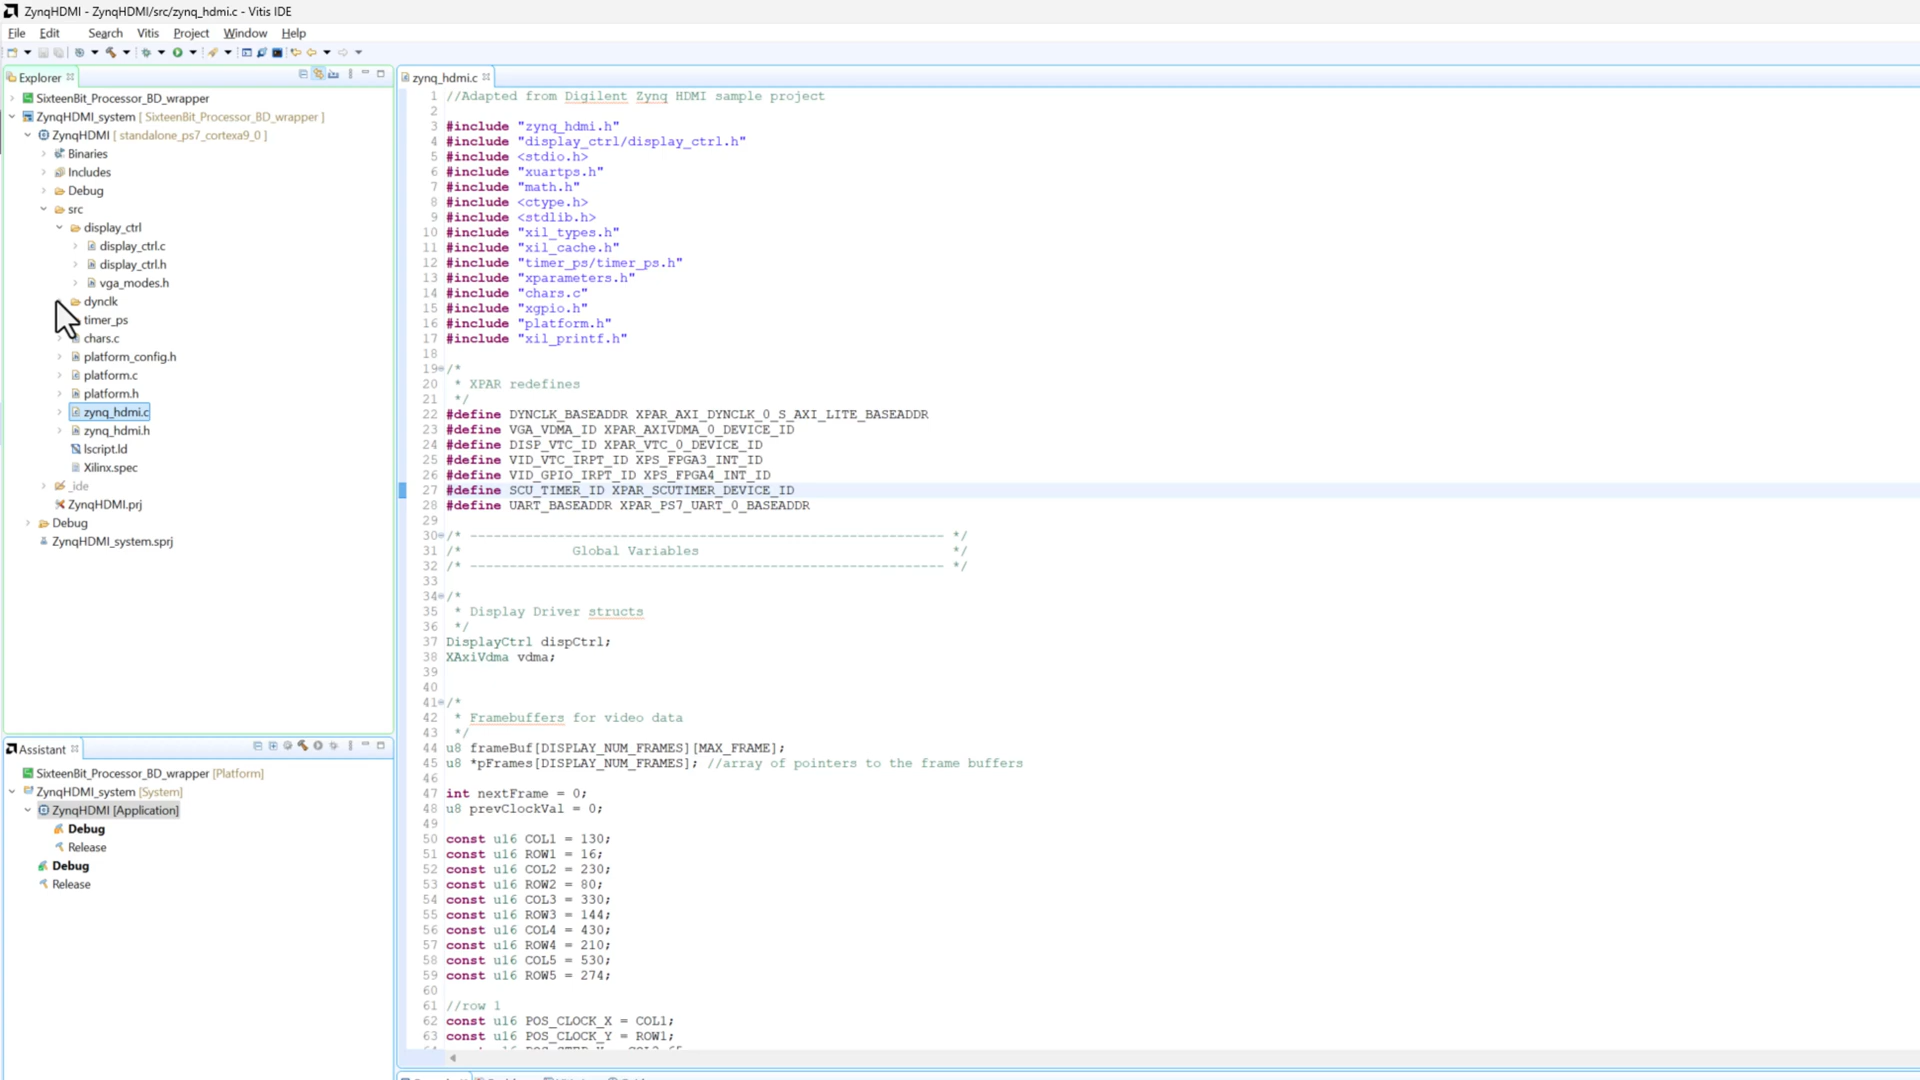 ZynqHDMI - ZynqHDMI/src/zynq_hdmi.c - Vitis IDE
File Edit Search Vitis Project Window Help
Explorer
SixteenBit_Processor_BD_wrapper
ZynqHDMI_system [ SixteenBit_Processor_BD_wrapper ]
ZynqHDMI [ standalone_ps7_cortexa9_0 ]
Binaries
Includes
Debug
src
display_ctrl
display_ctrl.c
display_ctrl.h
vga_modes.h
dynclk
timer_ps
chars.c
platform_config.h
platform.c
platform.h
zynq_hdmi.c
zynq_hdmi.h
lscript.ld
Xilinx.spec
_ide
ZynqHDMI.prj
Debug
ZynqHDMI_system.sprj
Assistant
SixteenBit_Processor_BD_wrapper [Platform]
ZynqHDMI_system [System]
ZynqHDMI [Application]
Debug
Release
Debug
Release
zynq_hdmi.c
1 //Adapted from Digilent Zynq HDMI sample project
2
3 #include "zynq_hdmi.h"
4 #include "display_ctrl/display_ctrl.h"
5 #include <stdio.h>
6 #include "xuartps.h"
7 #include "math.h"
8 #include <ctype.h>
9 #include <stdlib.h>
10 #include "xil_types.h"
11 #include "xil_cache.h"
12 #include "timer_ps/timer_ps.h"
13 #include "xparameters.h"
14 #include "chars.c"
15 #include "xgpio.h"
16 #include "platform.h"
17 #include "xil_printf.h"
18
19 /*
20 * XPAR redefines
21 */
22 #define DYNCLK_BASEADDR XPAR_AXI_DYNCLK_0_S_AXI_LITE_BASEADDR
23 #define VGA_VDMA_ID XPAR_AXIVDMA_0_DEVICE_ID
24 #define DISP_VTC_ID XPAR_VTC_0_DEVICE_ID
25 #define VID_VTC_IRPT_ID XPS_FPGA3_INT_ID
26 #define VID_GPIO_IRPT_ID XPS_FPGA4_INT_ID
27 #define SCU_TIMER_ID XPAR_SCUTIMER_DEVICE_ID
28 #define UART_BASEADDR XPAR_PS7_UART_0_BASEADDR
29
30 /* ------------------------------------------------------------ */
31 /* Global Variables */
32 /* ------------------------------------------------------------ */
33
34 /*
35 * Display Driver structs
36 */
37 DisplayCtrl dispCtrl;
38 XAxiVdma vdma;
39
40
41 /*
42 * Framebuffers for video data
43 */
44 u8 frameBuf[DISPLAY_NUM_FRAMES][MAX_FRAME];
45 u8 *pFrames[DISPLAY_NUM_FRAMES]; //array of pointers to the frame buffers
46
47 int nextFrame = 0;
48 u8 prevClockVal = 0;
49
50 const u16 COL1 = 130;
51 const u16 ROW1 = 16;
52 const u16 COL2 = 230;
53 const u16 ROW2 = 80;
54 const u16 COL3 = 330;
55 const u16 ROW3 = 144;
56 const u16 COL4 = 430;
57 const u16 ROW4 = 210;
58 const u16 COL5 = 530;
59 const u16 ROW5 = 274;
60
61 //row 1
62 const u16 POS_CLOCK_X = COL1;
63 const u16 POS_CLOCK_Y = ROW1;